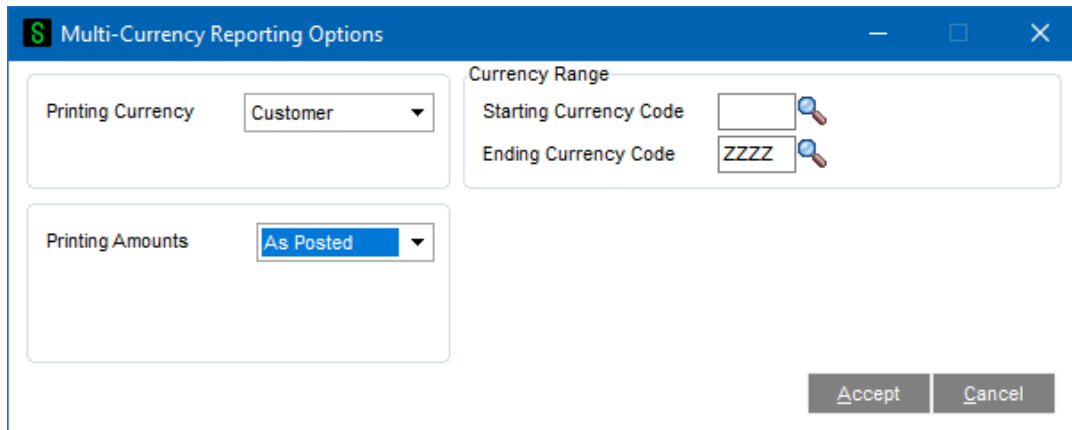 S Multi-Currency Reporting Options
Printing Currency Customer
Currency Range
Starting Currency Code
Ending Currency Code ZZZZ
Printing Amounts As Posted
Accept Cancel